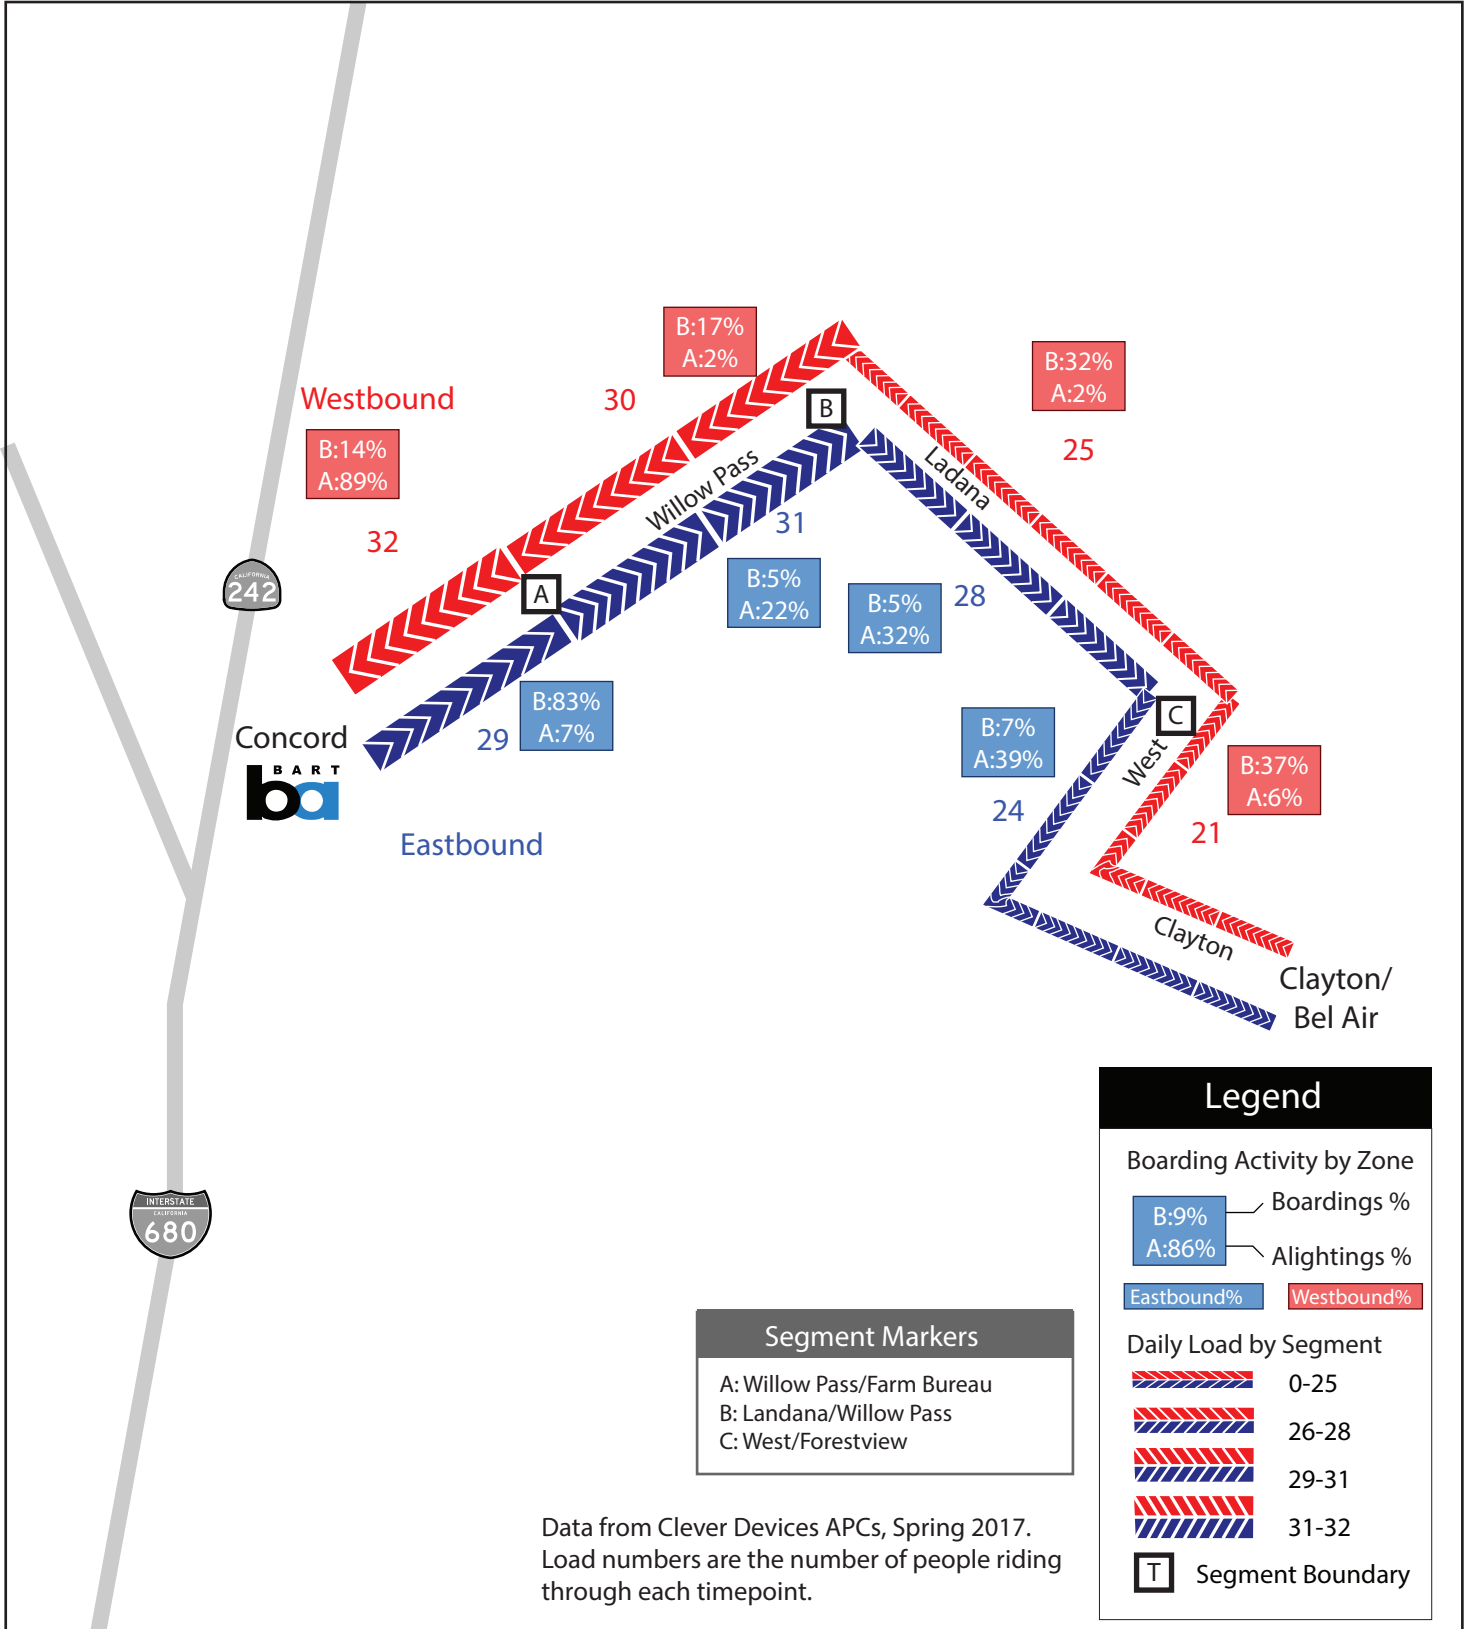 B:17%
A:2%
B:32%
A:2%
Westbound
30
B:14%
A:89%
25
B
Willow Pass
Ladana
32
31
CALIFORNIA
242
A
B:5%
A:22%
B:5%
A:32%
28
B:83%
A:7%
29
C
West
B:7%
A:39%
24
B:37%
A:6%
21
Concord
BART
ba
Eastbound
Clayton
Clayton/
Bel Air
INTERSTATE
CALIFORNIA
680
Legend
Boarding Activity by Zone
B:9%
A:86%
Boardings %
Alightings %
Eastbound%
Westbound%
Daily Load by Segment
0-25
26-28
29-31
31-32
T
Segment Boundary
Segment Markers
A: Willow Pass/Farm Bureau
B: Landana/Willow Pass
C: West/Forestview
Data from Clever Devices APCs, Spring 2017.
Load numbers are the number of people riding
through each timepoint.